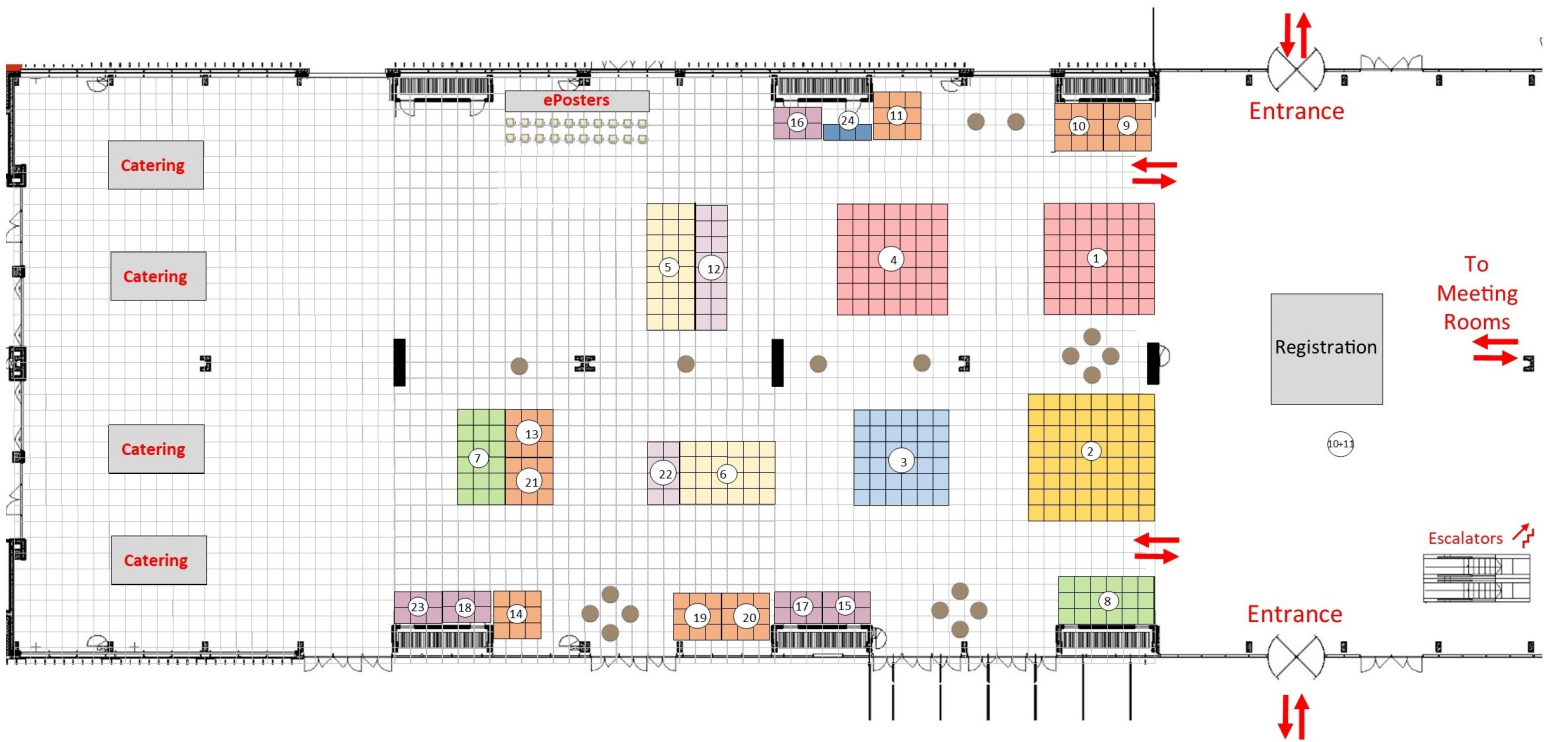 Entrance
ePosters
16
24
11
10
9
Catering
5
12
4
1
Catering
To
Meeting
Rooms
Registration
13
7
21
22
6
3
2
10+11
Catering
Escalators
Catering
23
18
14
19
20
17
15
8
Entrance